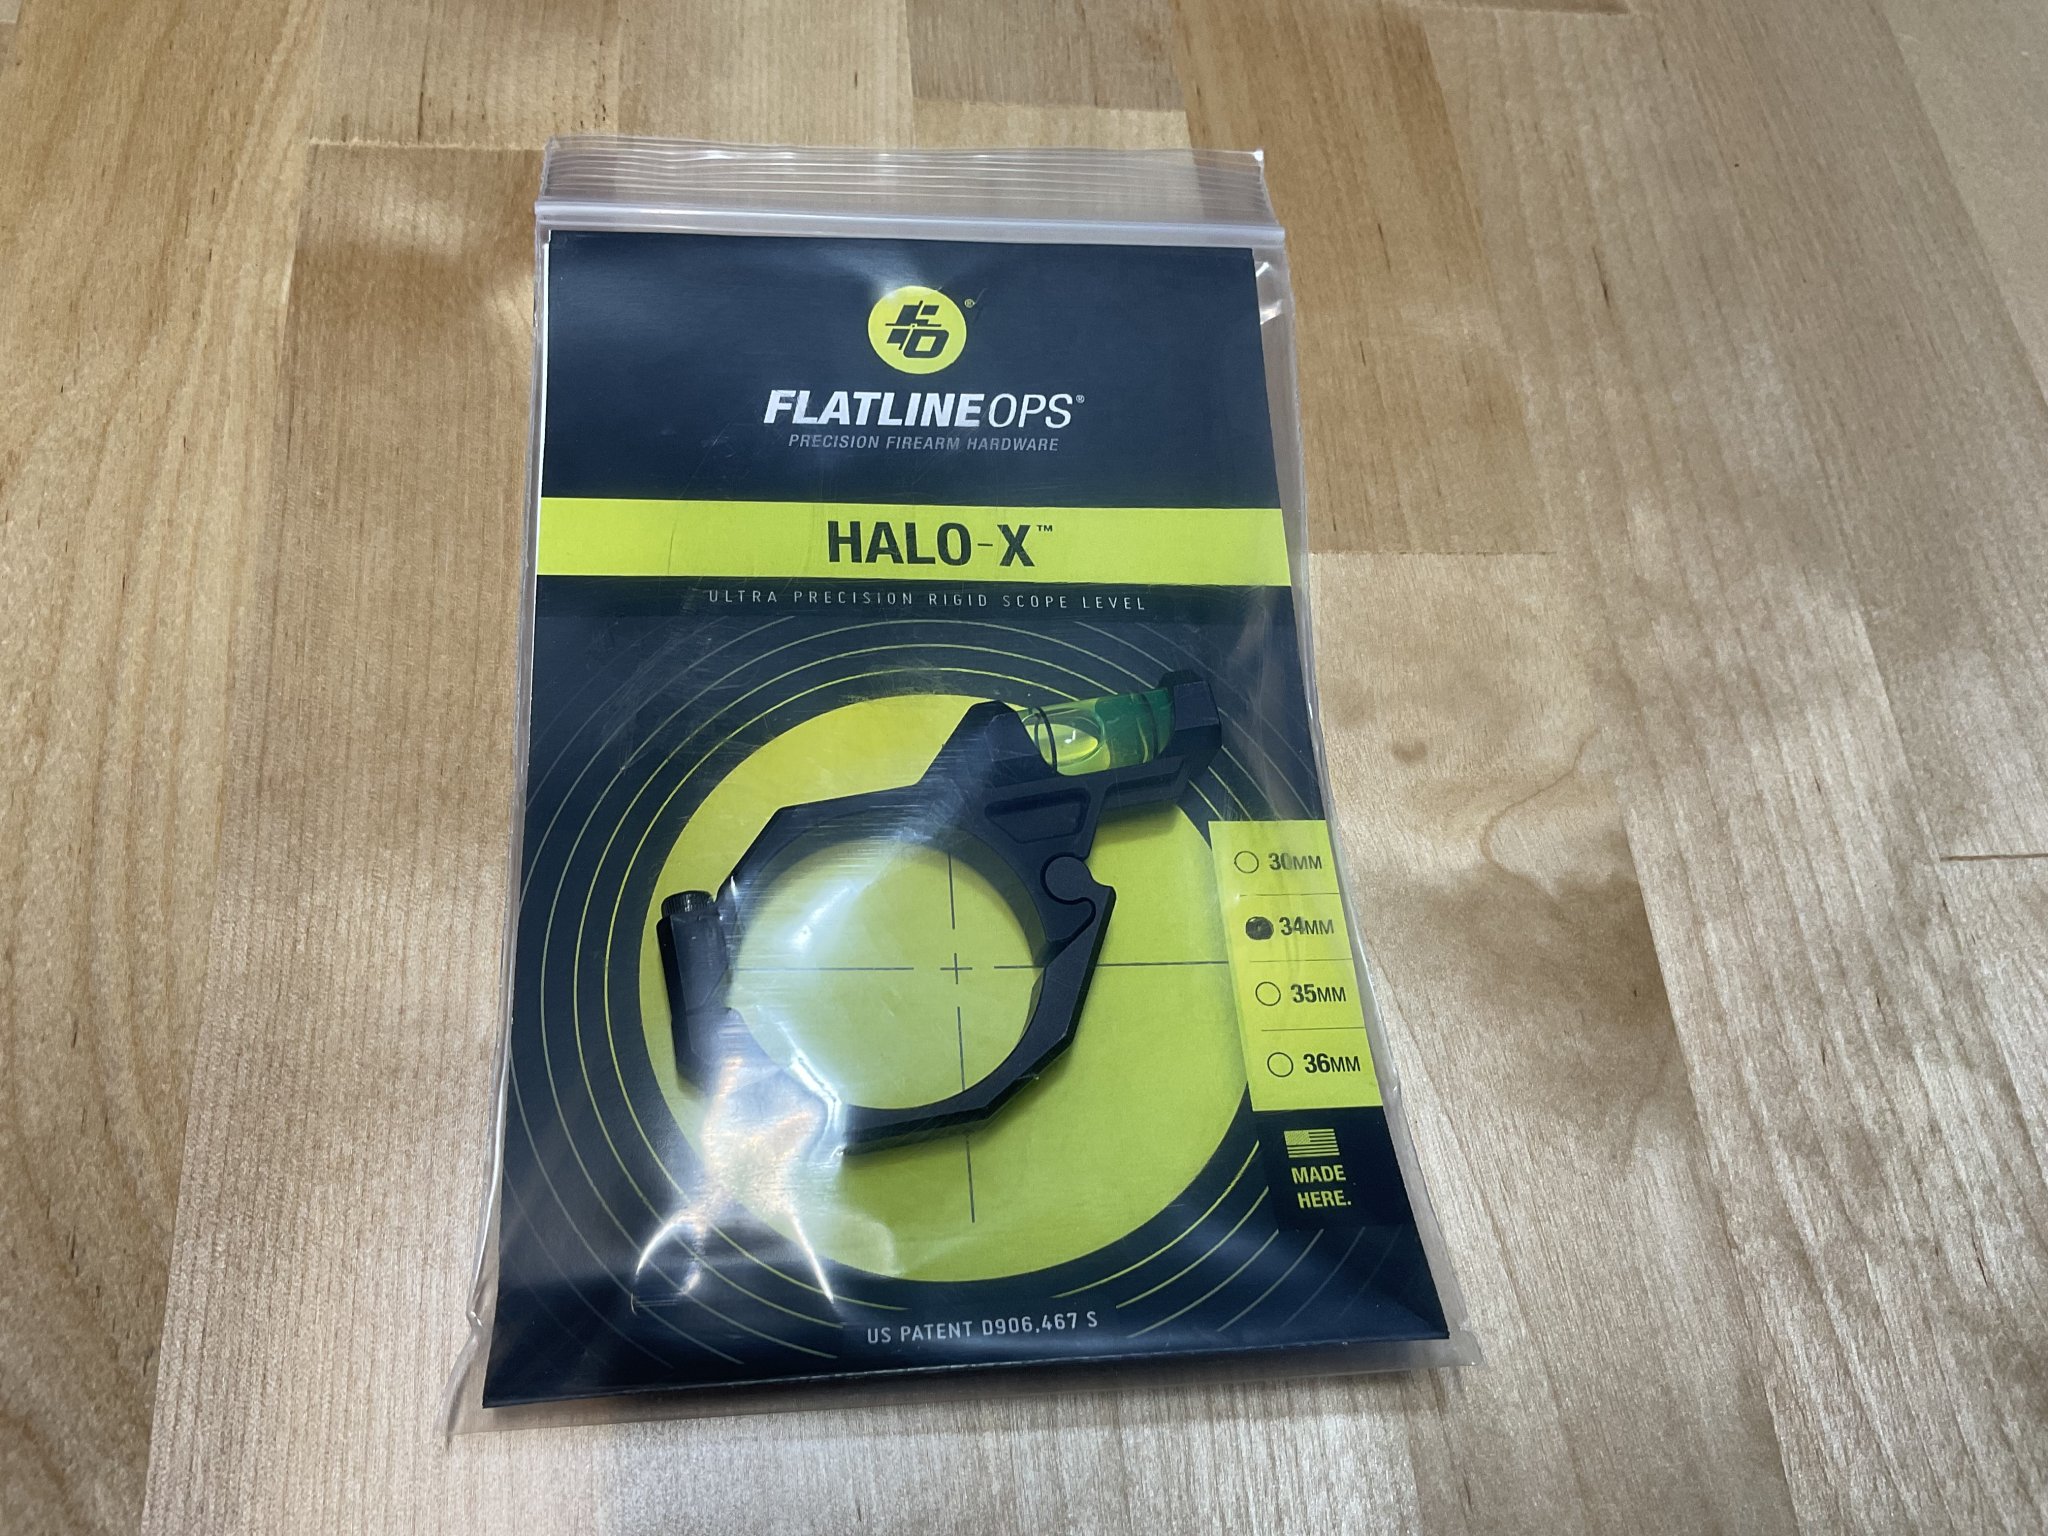 FO®
FLATLINEOPS®
PRECISION FIREARM HARDWARE
HALO-X™
ULTRA PRECISION RIGID SCOPE LEVEL
30MM
34MM
35MM
36MM
MADE
HERE.
US PATENT D906,467 S